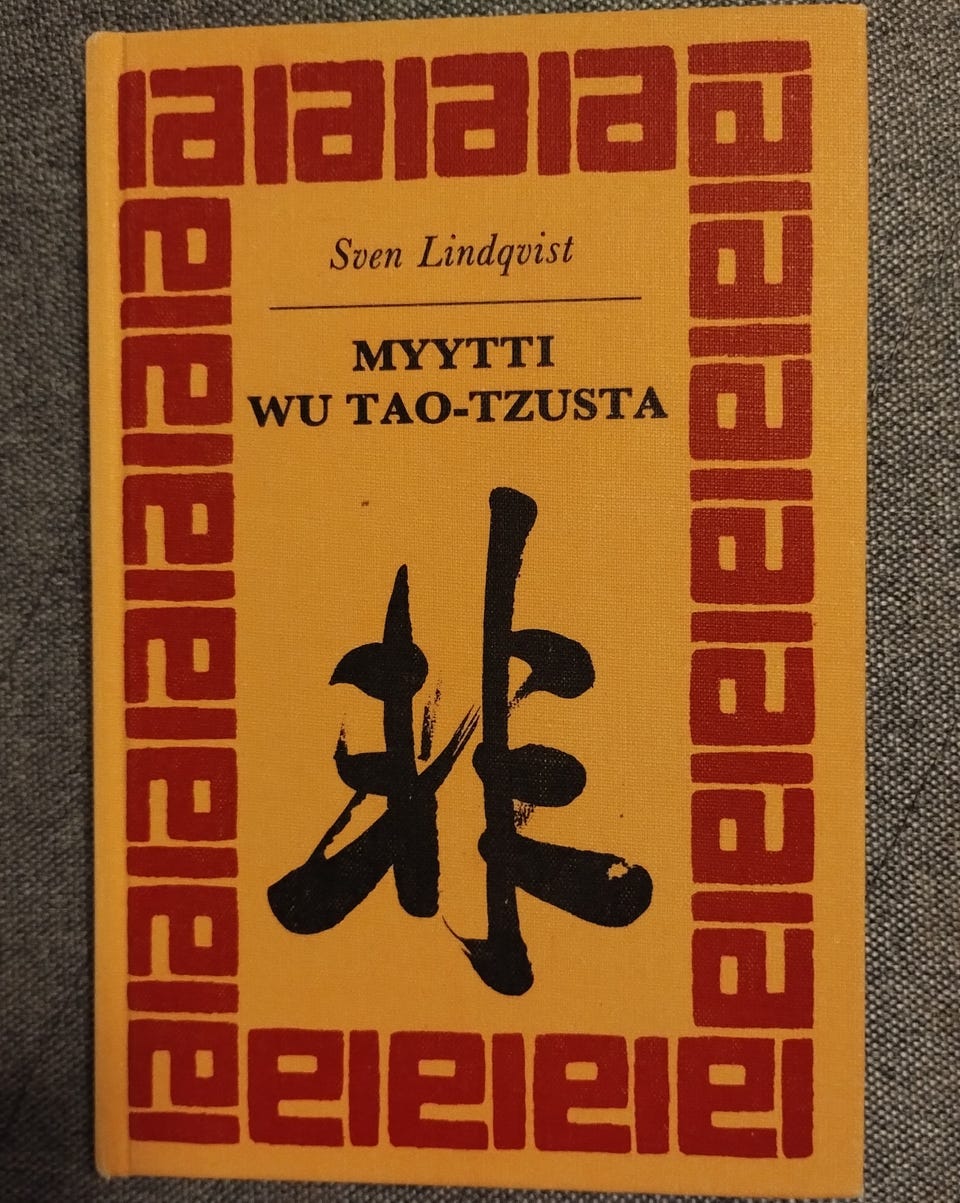 Sven Lindqvist
MYYTTI
WU TAO-TZUSTA
非